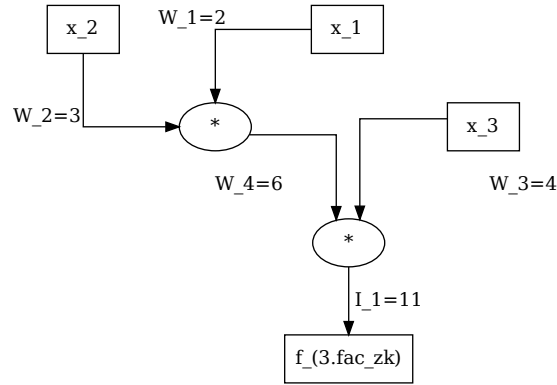 x_2
W_1=2
x_1
W_2=3
*
x_3
W_4=6
W_3=4
*
I_1=11
f_(3.fac_zk)